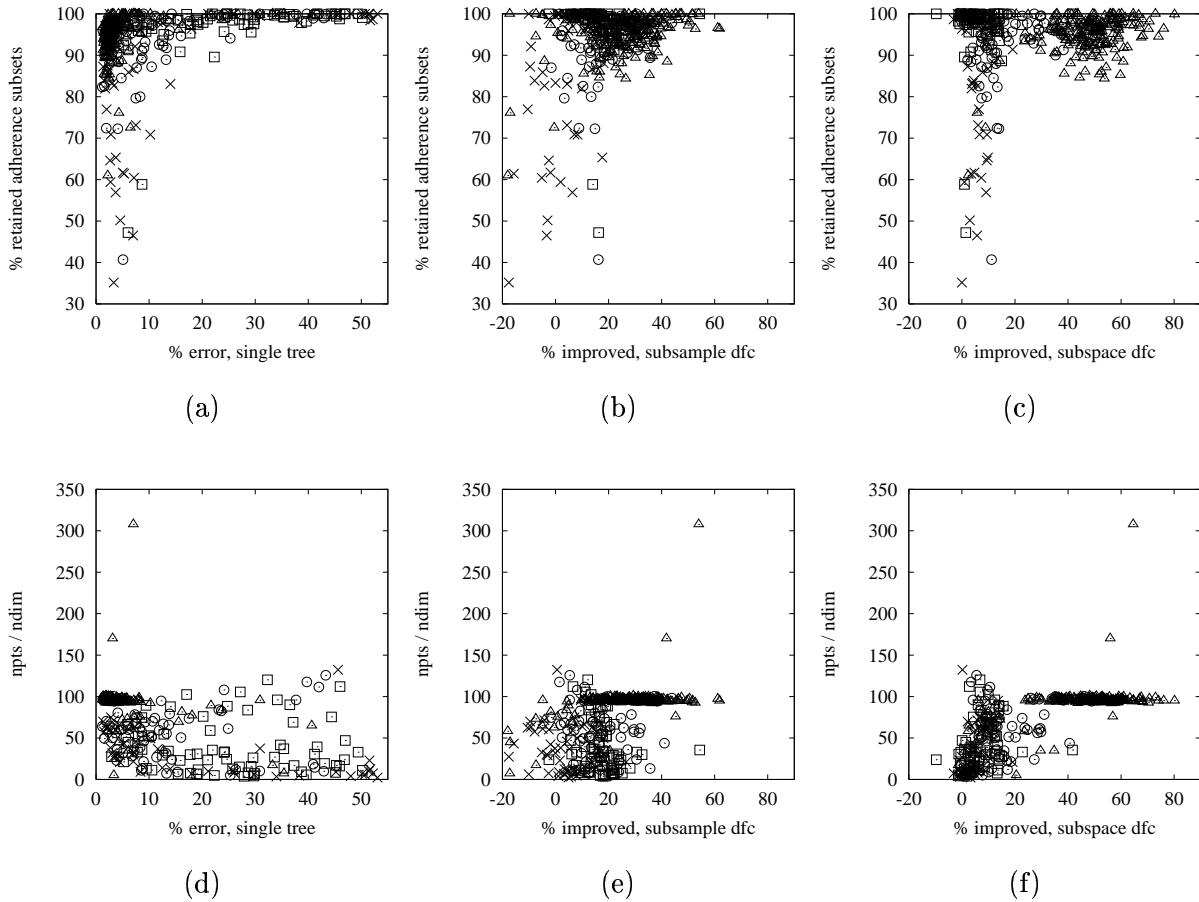 100
90
80
70
60
50
40
30
% retained adherence subsets
0 10 20 30 40 50
% error, single tree
(a)
100
90
80
70
60
50
40
30
% retained adherence subsets
-20 0 20 40 60 80
% improved, subsample dfc
(b)
100
90
80
70
60
50
40
30
% retained adherence subsets
-20 0 20 40 60 80
% improved, subspace dfc
(c)
350
300
250
200
150
100
50
0
npts / ndim
0 10 20 30 40 50
% error, single tree
(d)
350
300
250
200
150
100
50
0
npts / ndim
-20 0 20 40 60 80
% improved, subsample dfc
(e)
350
300
250
200
150
100
50
0
npts / ndim
-20 0 20 40 60 80
% improved, subspace dfc
(f)